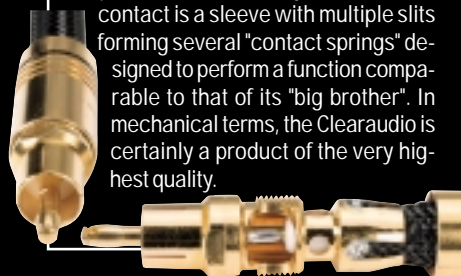 contact is a sleeve with multiple slits
forming several "contact springs" de-
signed to perform a function compa-
rable to that of its "big brother". In
mechanical terms, the Clearaudio is
certainly a product of the very hig-
hest quality.